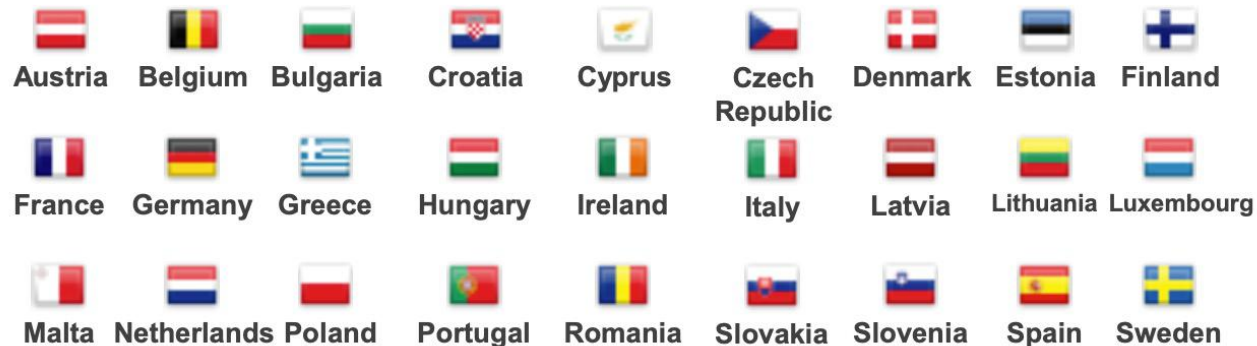 Austria Belgium Bulgaria Croatia Cyprus Czech Republic Denmark Estonia Finland
France Germany Greece Hungary Ireland Italy Latvia Lithuania Luxembourg
Malta Netherlands Poland Portugal Romania Slovakia Slovenia Spain Sweden